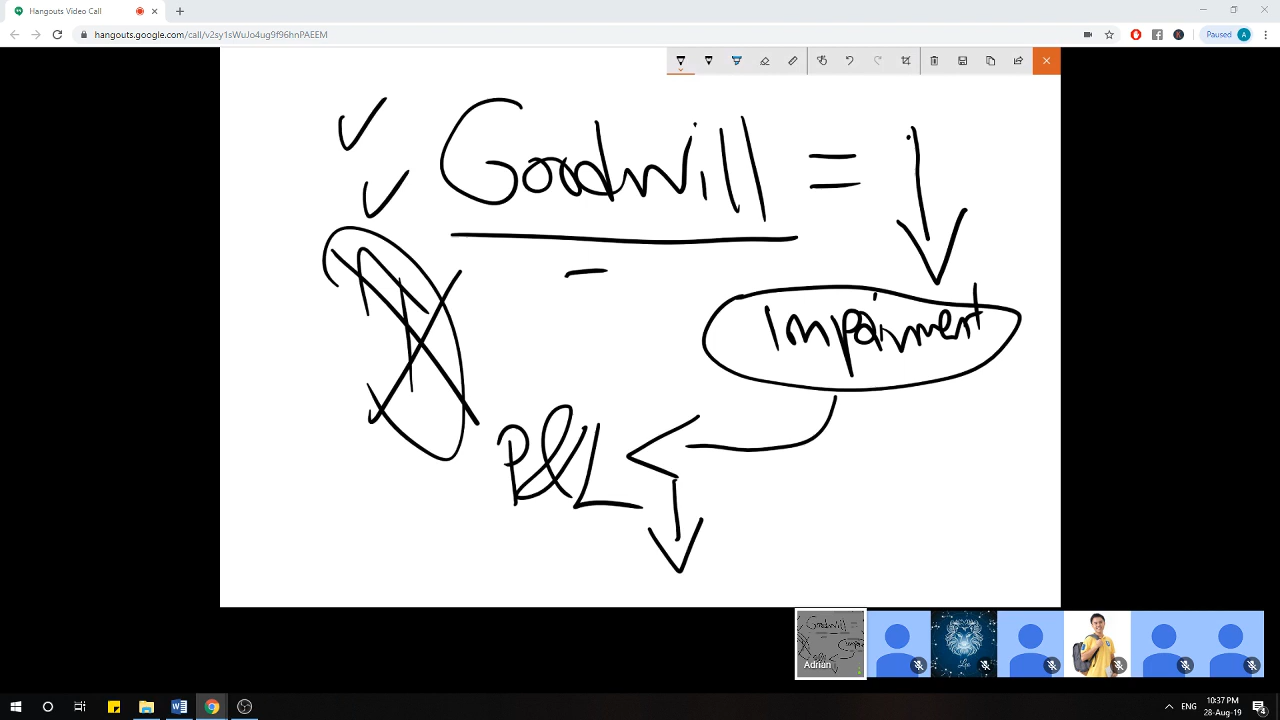 Hangouts Video Call
hangouts.google.com/call/v2sy1sWuJo4ug9f96hnPAEEM
Paused
A
Goodwill =
Impairment
P&L
Adrian
ENG
10:37 PM
28-Aug-19
4